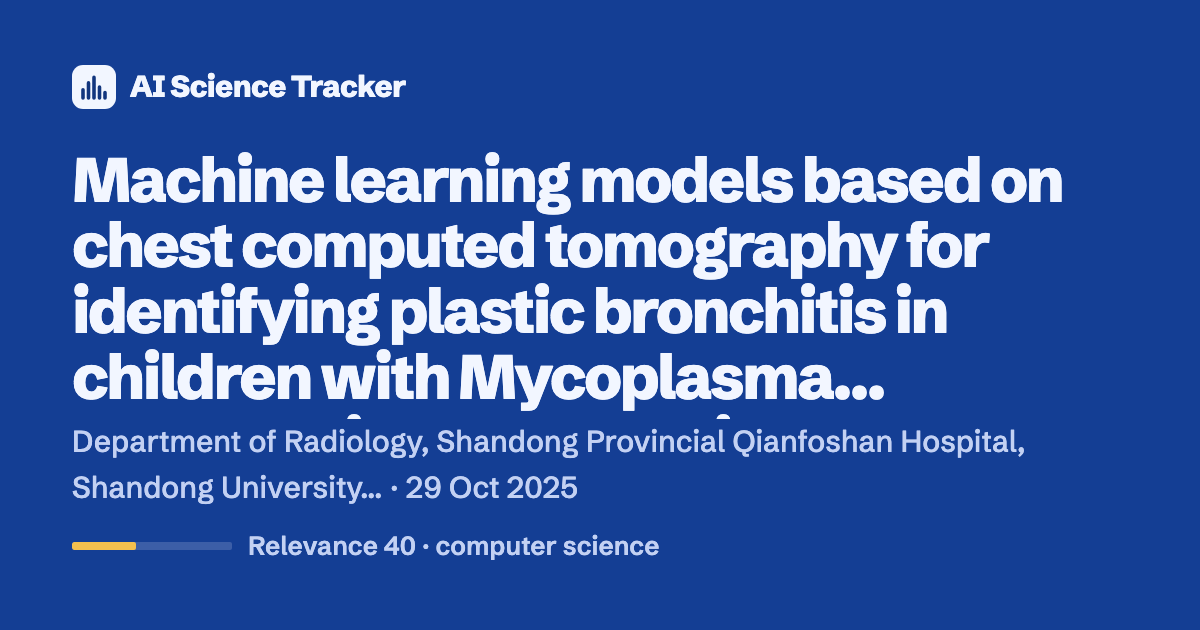 AI Science Tracker
Machine learning models based on
chest computed tomography for
identifying plastic bronchitis in
children with Mycoplasma...
Department of Radiology, Shandong Provincial Qianfoshan Hospital,
Shandong University... · 29 Oct 2025
Relevance 40 · computer science